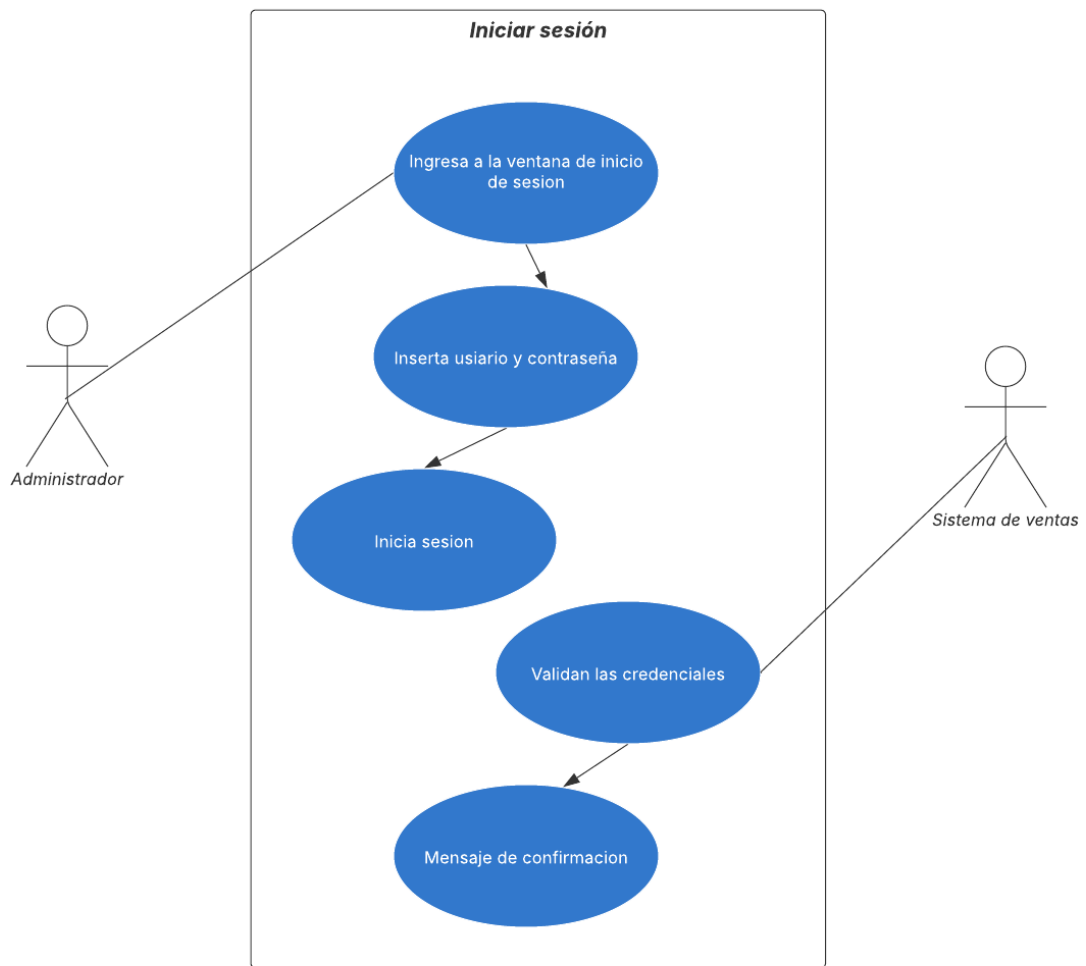 Iniciar sesión
Ingresa a la ventana de inicio
de sesion
Inserta usiario y contraseña
Administrador
Sistema de ventas
Inicia sesion
Validan las credenciales
Mensaje de confirmacion